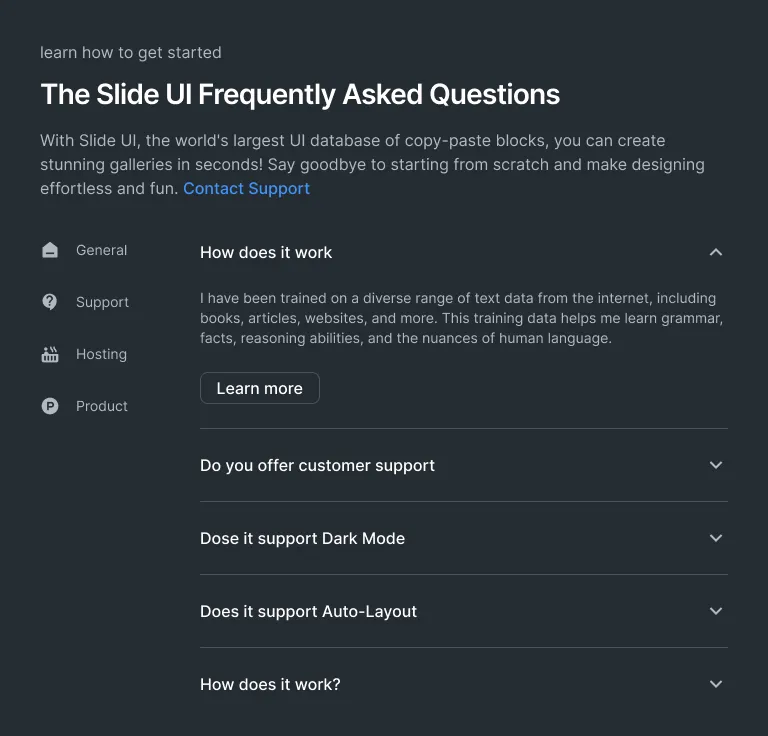 learn how to get started
The Slide UI Frequently Asked Questions
With Slide UI, the world's largest UI database of copy-paste blocks, you can create
stunning galleries in seconds! Say goodbye to starting from scratch and make designing
effortless and fun. Contact Support
General
Support
Hosting
Product
How does it work
I have been trained on a diverse range of text data from the internet, including
books, articles, websites, and more. This training data helps me learn grammar,
facts, reasoning abilities, and the nuances of human language.
Learn more
Do you offer customer support
Dose it support Dark Mode
Does it support Auto-Layout
How does it work?